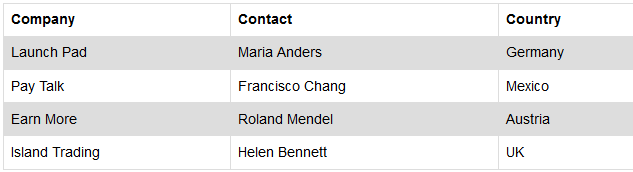 Company Contact Country
Launch Pad Maria Anders Germany
Pay Talk Francisco Chang Mexico
Earn More Roland Mendel Austria
Island Trading Helen Bennett UK